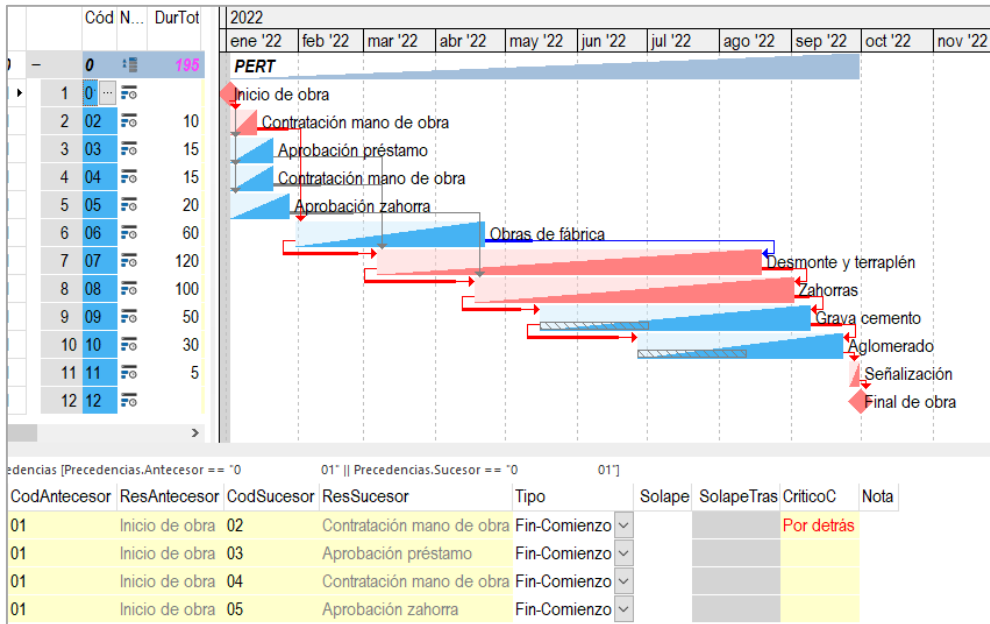 Cód N... DurTot 2022
ene '22 feb '22 mar '22 abr '22 may '22 jun '22 jul '22 ago '22 sep '22 oct '22 nov '22
0 195 PERT
1 0 ... Inicio de obra
2 02 10 Contratación mano de obra
3 03 15 Aprobación préstamo
4 04 15 Contratación mano de obra
5 05 20 Aprobación zahorra
6 06 60 Obras de fábrica
7 07 120 Desmonte y terraplén
8 08 100 Zahorras
9 09 50 Grava cemento
10 10 30 Aglomerado
11 11 5 Señalización
12 12 Final de obra
edencias [Precedencias.Antecesor == "0 01" || Precedencias.Sucesor == "0 01"]
CodAntecesor ResAntecesor CodSucesor ResSucesor Tipo Solape SolapeTras CriticoC Nota
01 Inicio de obra 02 Contratación mano de obra Fin-Comienzo Por detrás
01 Inicio de obra 03 Aprobación préstamo Fin-Comienzo
01 Inicio de obra 04 Contratación mano de obra Fin-Comienzo
01 Inicio de obra 05 Aprobación zahorra Fin-Comienzo